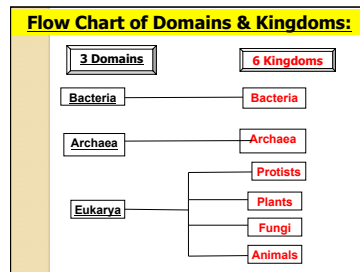 Flow Chart of Domains & Kingdoms:
3 Domains
6 Kingdoms
Bacteria
Bacteria
Archaea
Archaea
Eukarya
Protists
Plants
Fungi
Animals